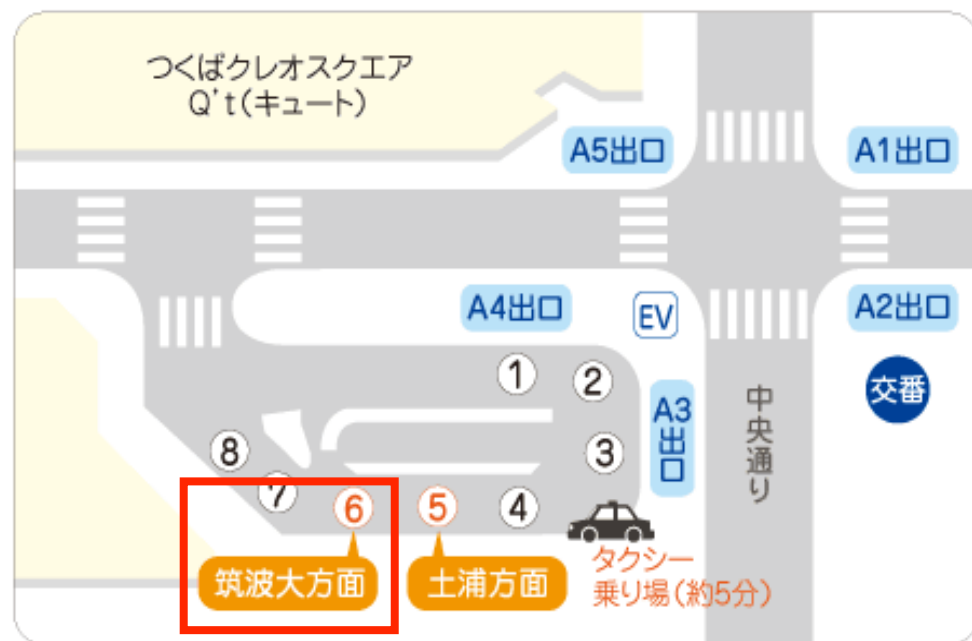 つくばクレオスクエア
Q't(キュート)
A5出口
A1出口
A4出口
EV
A2出口
交番
中央通り
A3出口
①
②
③
④
⑤
⑥
⑦
⑧
筑波大方面
土浦方面
タクシー
乗り場(約5分)